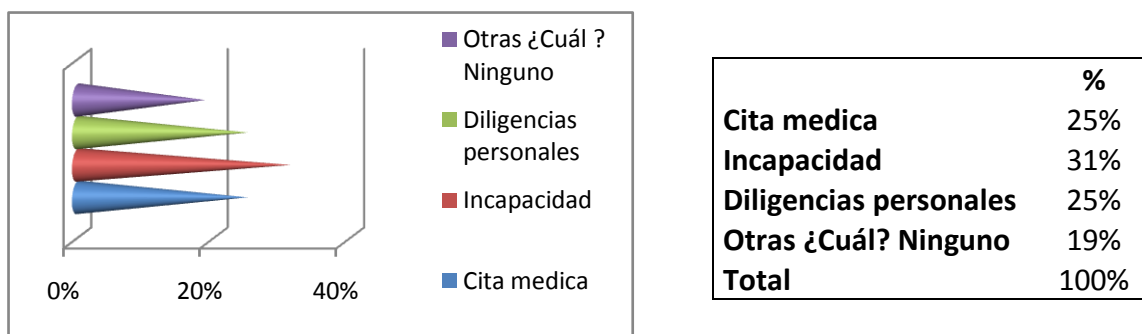 Otras ¿Cuál ?
Ninguno
Diligencias
personales
Incapacidad
Cita medica
0%
20%
40%
%
Cita medica 25%
Incapacidad 31%
Diligencias personales 25%
Otras ¿Cuál? Ninguno 19%
Total 100%